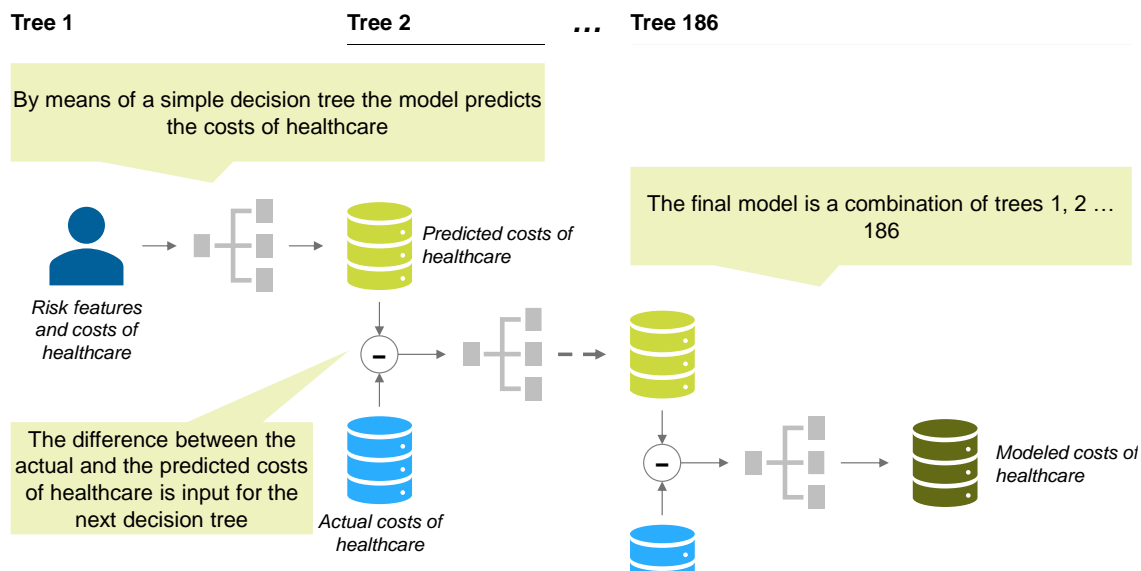 Tree 1
Tree 2
...
Tree 186
By means of a simple decision tree the model predicts
the costs of healthcare
The final model is a combination of trees 1, 2 …
186
Predicted costs of
healthcare
Risk features
and costs of
healthcare
-
The difference between the
actual and the predicted costs
of healthcare is input for the
next decision tree
Actual costs of
healthcare
-
Modeled costs of
healthcare